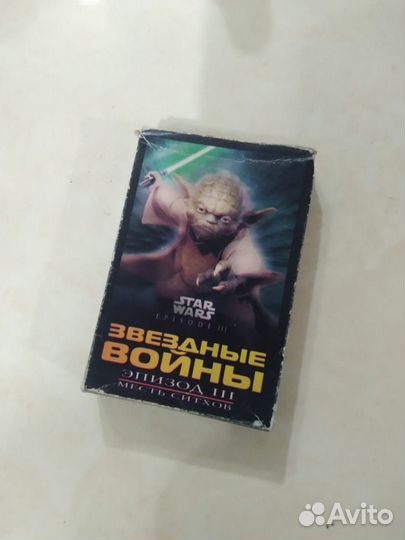 STAR
WARS
EPISODE III
ЗВЕЗДНЫЕ
ВОЙНЫ
ЭПИЗОД III
МЕСТЬ СИТХОВ
Avito